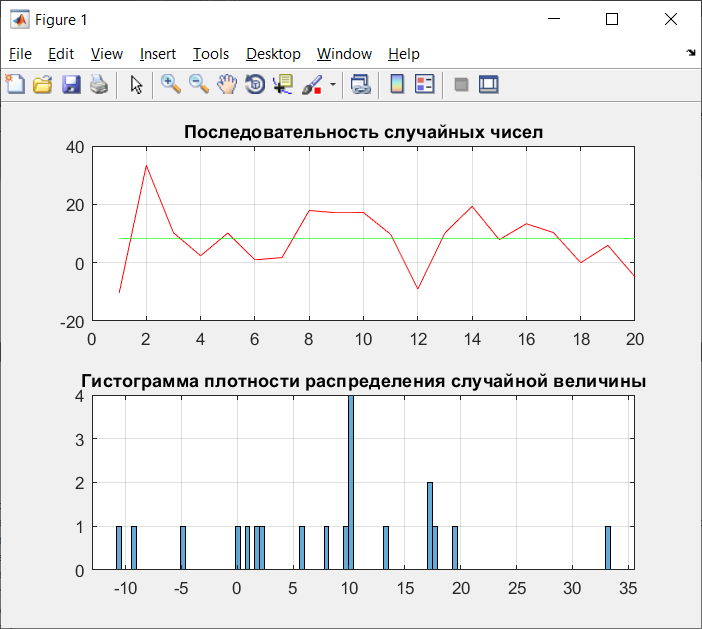 Figure 1
File Edit View Insert Tools Desktop Window Help
Последовательность случайных чисел
40
20
0
-20
0 2 4 6 8 10 12 14 16 18 20
Гистограмма плотности распределения случайной величины
4
3
2
1
0
-10 -5 0 5 10 15 20 25 30 35